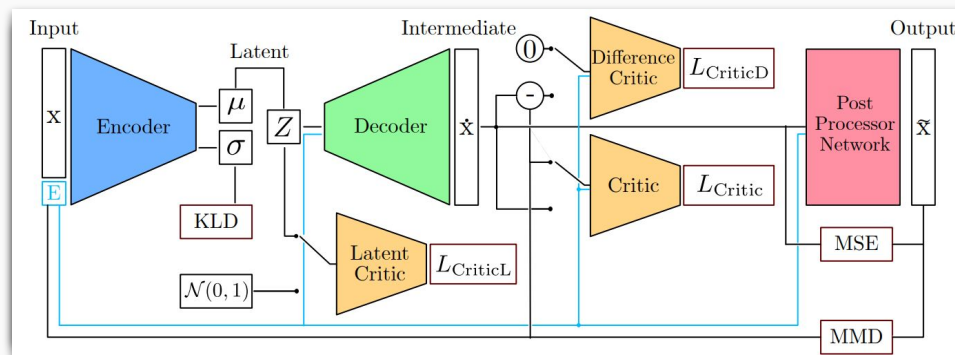 Input
Latent
Intermediate
Output
x
E
Encoder
μ
σ
KLD
Z
N(0, 1)
Decoder
ẋ
Latent
Critic
L_CriticL
0
-
Difference
Critic
L_CriticD
Critic
L_Critic
Post
Processor
Network
x̃
MSE
MMD